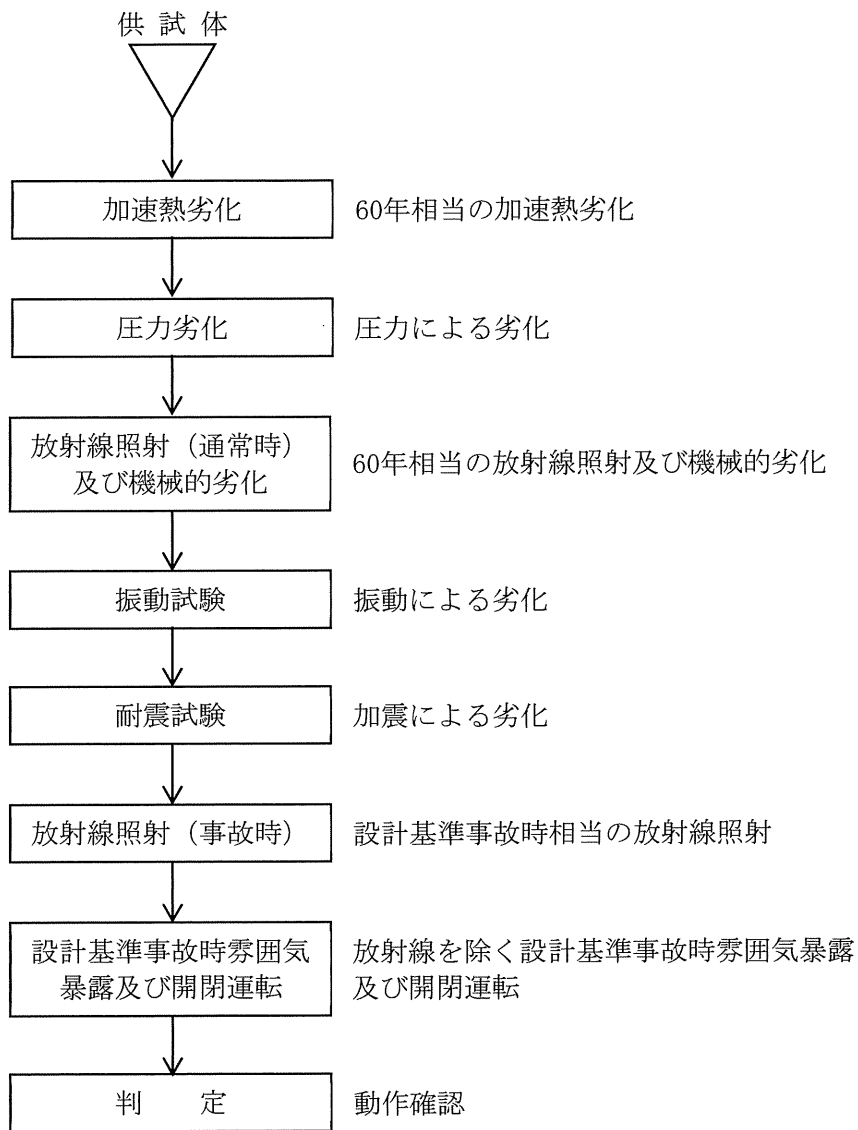 供 試 体
加速熱劣化
60年相当の加速熱劣化
圧力劣化
圧力による劣化
放射線照射（通常時）
及び機械的劣化
60年相当の放射線照射及び機械的劣化
振動試験
振動による劣化
耐震試験
加震による劣化
放射線照射（事故時）
設計基準事故時相当の放射線照射
設計基準事故時雰囲気
暴露及び開閉運転
放射線を除く設計基準事故時雰囲気暴露
及び開閉運転
判　　定
動作確認